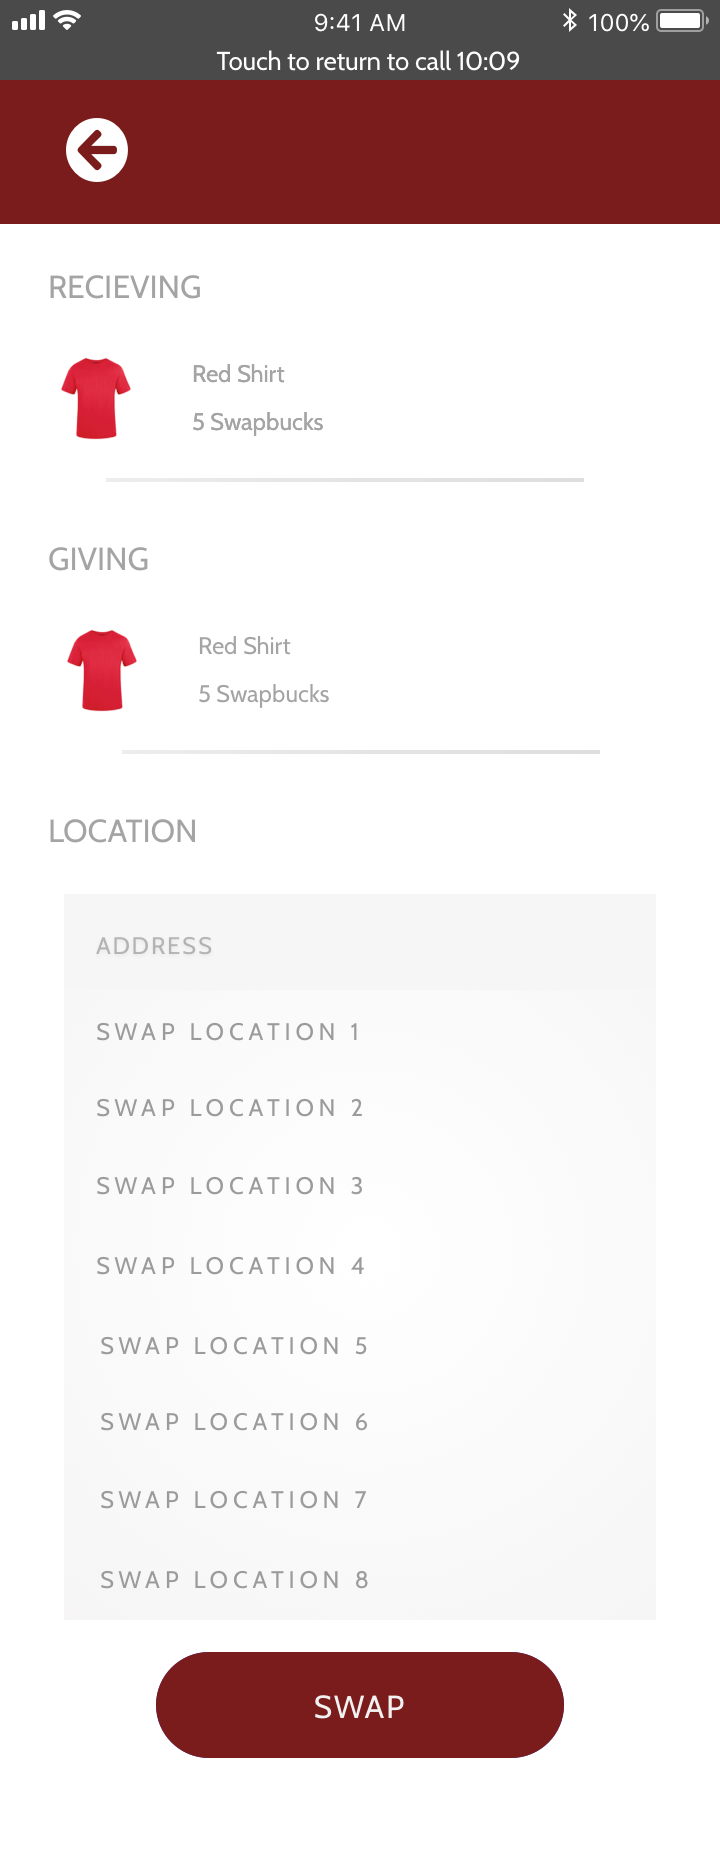 9:41 AM 100%
Touch to return to call 10:09
RECIEVING
Red Shirt
5 Swapbucks
GIVING
Red Shirt
5 Swapbucks
LOCATION
ADDRESS
SWAP LOCATION 1
SWAP LOCATION 2
SWAP LOCATION 3
SWAP LOCATION 4
SWAP LOCATION 5
SWAP LOCATION 6
SWAP LOCATION 7
SWAP LOCATION 8
SWAP